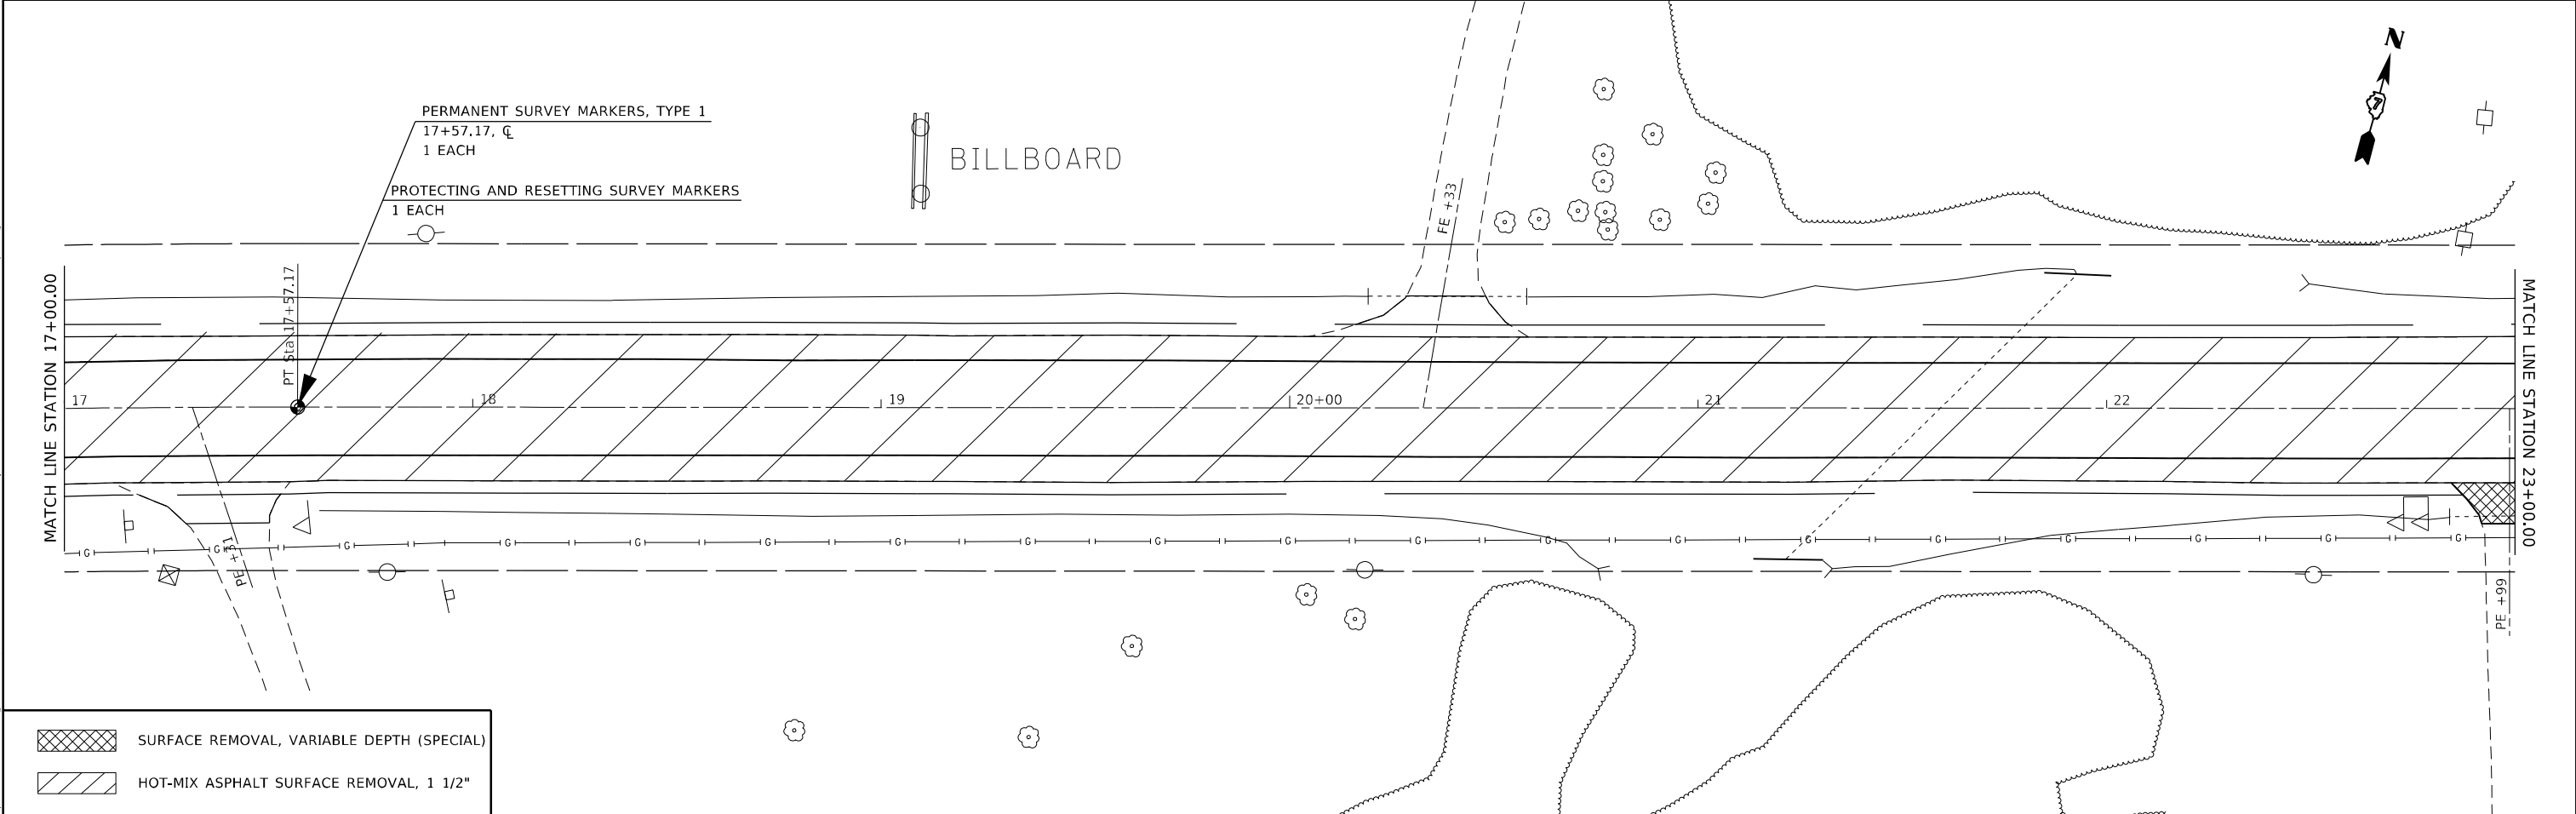 N
7
PERMANENT SURVEY MARKERS, TYPE 1
17+57.17, ℄
1 EACH
PROTECTING AND RESETTING SURVEY MARKERS
1 EACH
BILLBOARD
FE +33
MATCH LINE STATION 17+00.00
PT Sta 17+57.17
17
18
19
20+00
21
22
MATCH LINE STATION 23+00.00
G G G G G G G G G G G G G G G G G G G
PE +31
PE +99
SURFACE REMOVAL, VARIABLE DEPTH (SPECIAL)
HOT-MIX ASPHALT SURFACE REMOVAL, 1 1/2"